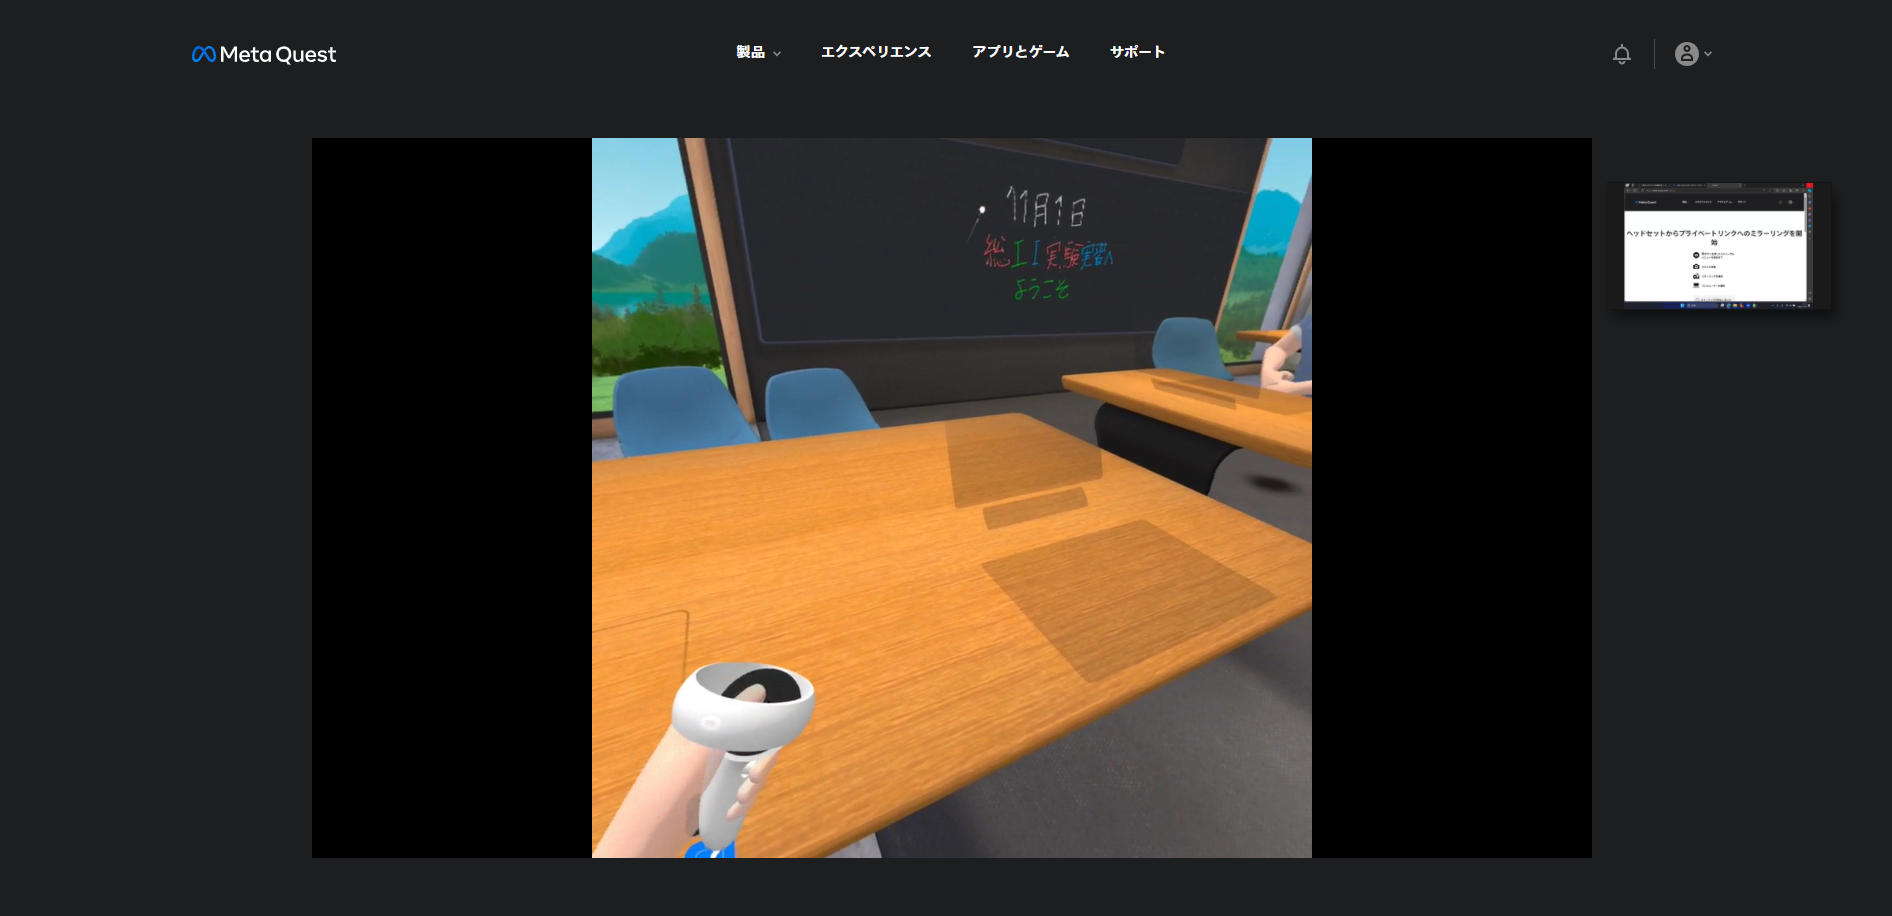 Meta Quest
製品
エクスペリエンス
アプリとゲーム
サポート
11月1日
総工I実験実習へ
ようこそ
ヘッドセットからプライベートリンクへのミラーリングを開
始